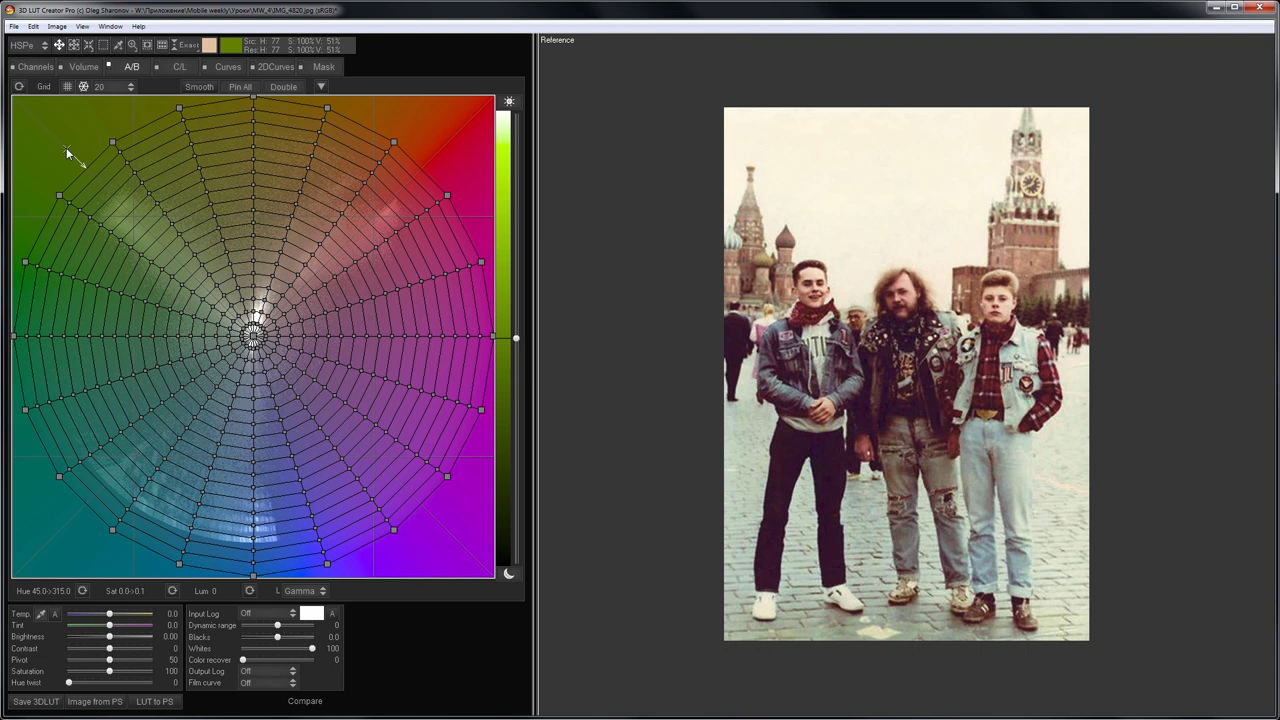 3D LUT Creator Pro (c) Oleg Sharonov - W:\Приложение\Mobile weekly\Уроки\MW_4\IMG_4820.jpg (sRGB)*
File Edit Image View Window Help
HSPe Exact Src: H: 77 S: 100% V: 51%
Res: H: 77 S: 100% V: 51%
Reference
Channels Volume A/B C/L Curves 2DCurves Mask
Grid 20 Smooth Pin All Double
Hue 45.0->315.0 Sat 0.0->0.1 Lum 0 L Gamma
Temp. A 0.0 Input Log Off A
Tint 0.0 Dynamic range 0
Brightness 0.00 Blacks 0.0
Contrast 0 Whites 100
Pivot 50 Color recover 0
Saturation 100 Output Log Off
Hue twist 0 Film curve Off
Save 3DLUT Image from PS LUT to PS Compare